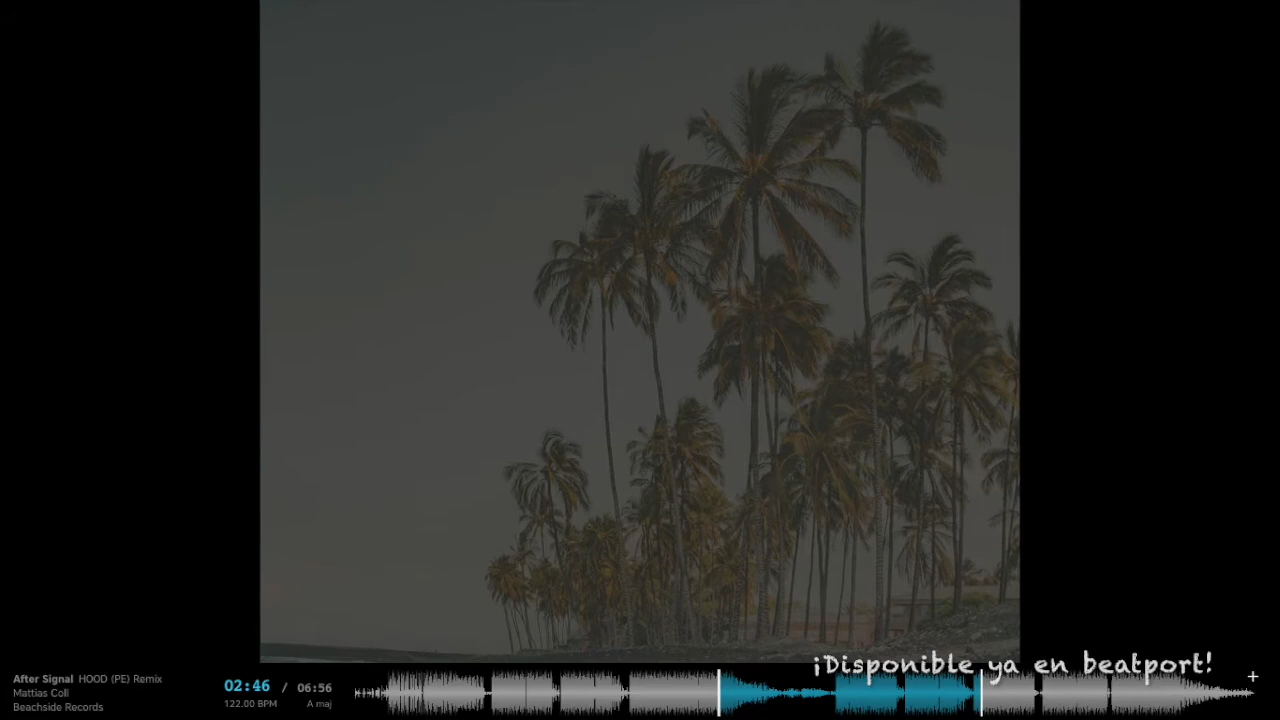 ¡Disponible ya en beatport!
After Signal HOOD (PE) Remix
Mattias Coll
Beachside Records
02:46 / 06:56
122.00 BPM A maj
+